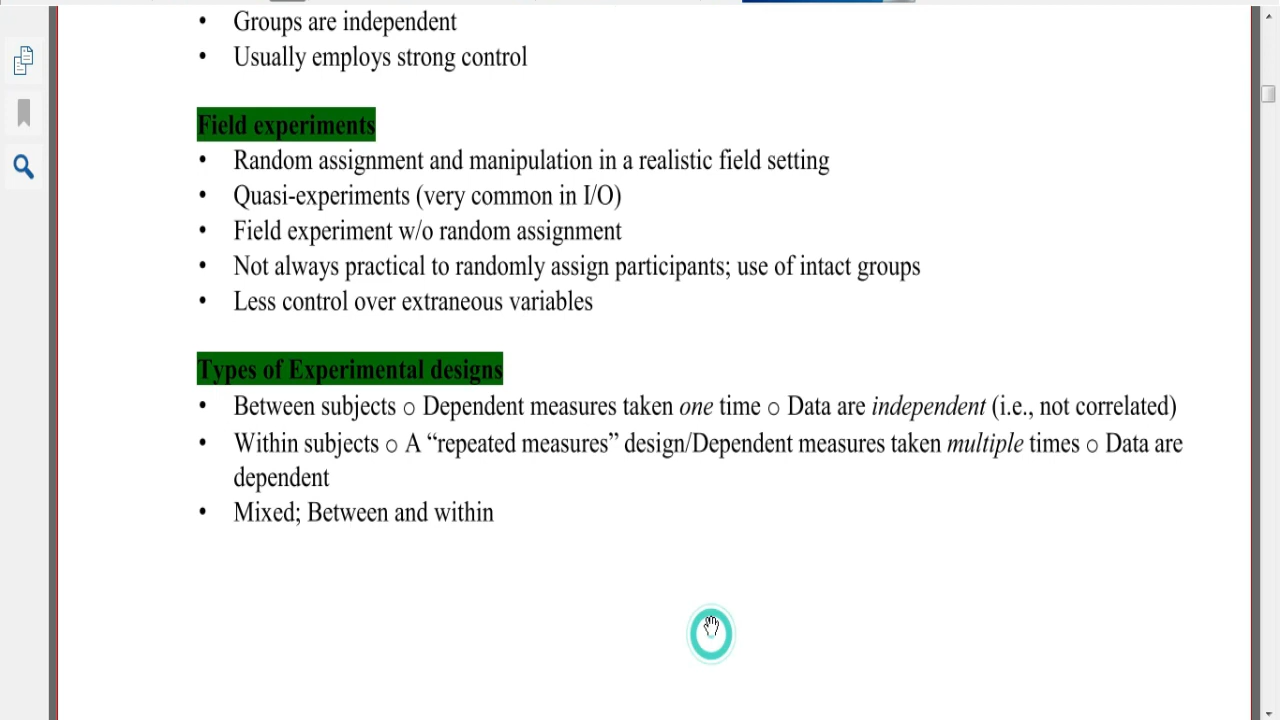 • Groups are independent
• Usually employs strong control
Field experiments
• Random assignment and manipulation in a realistic field setting
• Quasi-experiments (very common in I/O)
• Field experiment w/o random assignment
• Not always practical to randomly assign participants; use of intact groups
• Less control over extraneous variables
Types of Experimental designs
• Between subjects o Dependent measures taken one time o Data are independent (i.e., not correlated)
• Within subjects o A “repeated measures” design/Dependent measures taken multiple times o Data are
dependent
• Mixed; Between and within